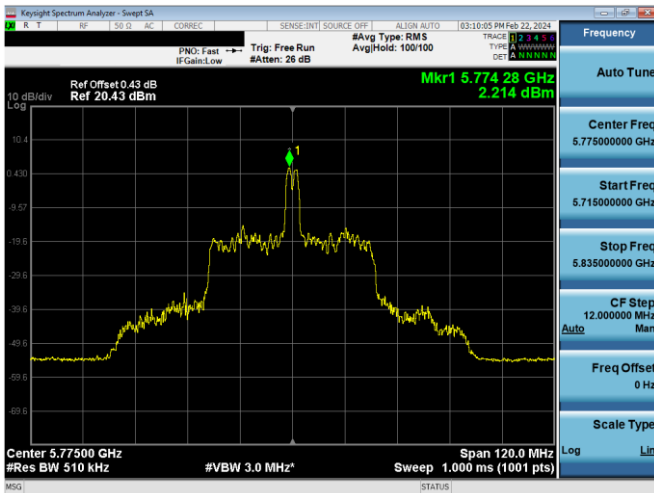 Keysight Spectrum Analyzer - Swept SA
R T RF 50 Ω AC CORREC SENSE:INT SOURCE OFF ALIGN AUTO 03:10:05 PM Feb 22, 2024
PNO: Fast
IFGain:Low
Trig: Free Run
#Atten: 26 dB
#Avg Type: RMS
Avg|Hold: 100/100
TRACE 1 2 3 4 5 6
TYPE A WWWWW
DET A N N N N N
Ref Offset 0.43 dB
Ref 20.43 dBm
10 dB/div
Log
Mkr1 5.774 28 GHz
2.214 dBm
1
10.4
0.430
-9.57
-19.6
-29.6
-39.6
-49.6
-59.6
-69.6
Center 5.77500 GHz
#Res BW 510 kHz
#VBW 3.0 MHz*
Span 120.0 MHz
Sweep 1.000 ms (1001 pts)
MSG
STATUS
Frequency
Auto Tune
Center Freq
5.775000000 GHz
Start Freq
5.715000000 GHz
Stop Freq
5.835000000 GHz
CF Step
12.000000 MHz
Auto Man
Freq Offset
0 Hz
Scale Type
Log Lin